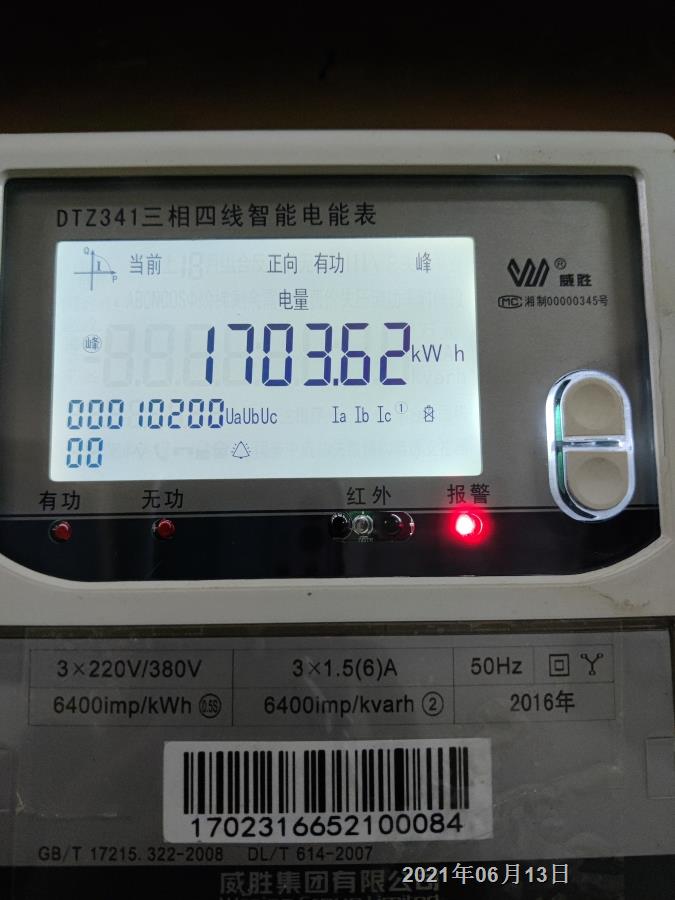 DTZ341三相四线智能电能表
Q
I
P
当前 正向 有功 峰
电量
威胜®
MC 湘制00000345号
峰
1703.62 kWh
00010200 UaUbUc Ia Ib Ic ①
00
有功 无功 红外 报警
3×220V/380V 3×1.5(6)A 50Hz
6400imp/kWh 0.5S 6400imp/kvarh ② 2016年
1702316652100084
GB/T 17215.322-2008 DL/T 614-2007
2021年06月13日
威胜集团有限公司